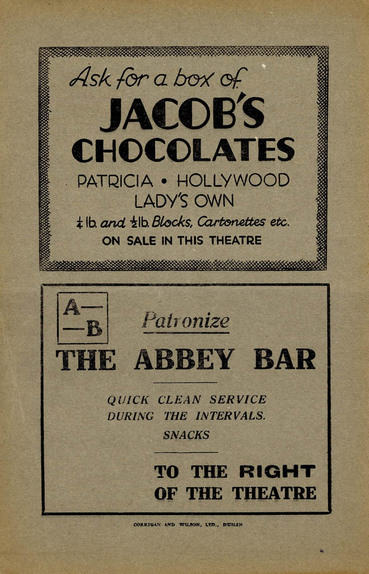 Ask for a box of
JACOB'S
CHOCOLATES
PATRICIA • HOLLYWOOD
LADY'S OWN
¼ lb. and ½ lb. Blocks, Cartonettes etc.
ON SALE IN THIS THEATRE
A—
—B
Patronize
THE ABBEY BAR
QUICK CLEAN SERVICE
DURING THE INTERVALS.
SNACKS
TO THE RIGHT
OF THE THEATRE
CORRIGAN AND WILSON, LTD., DUBLIN